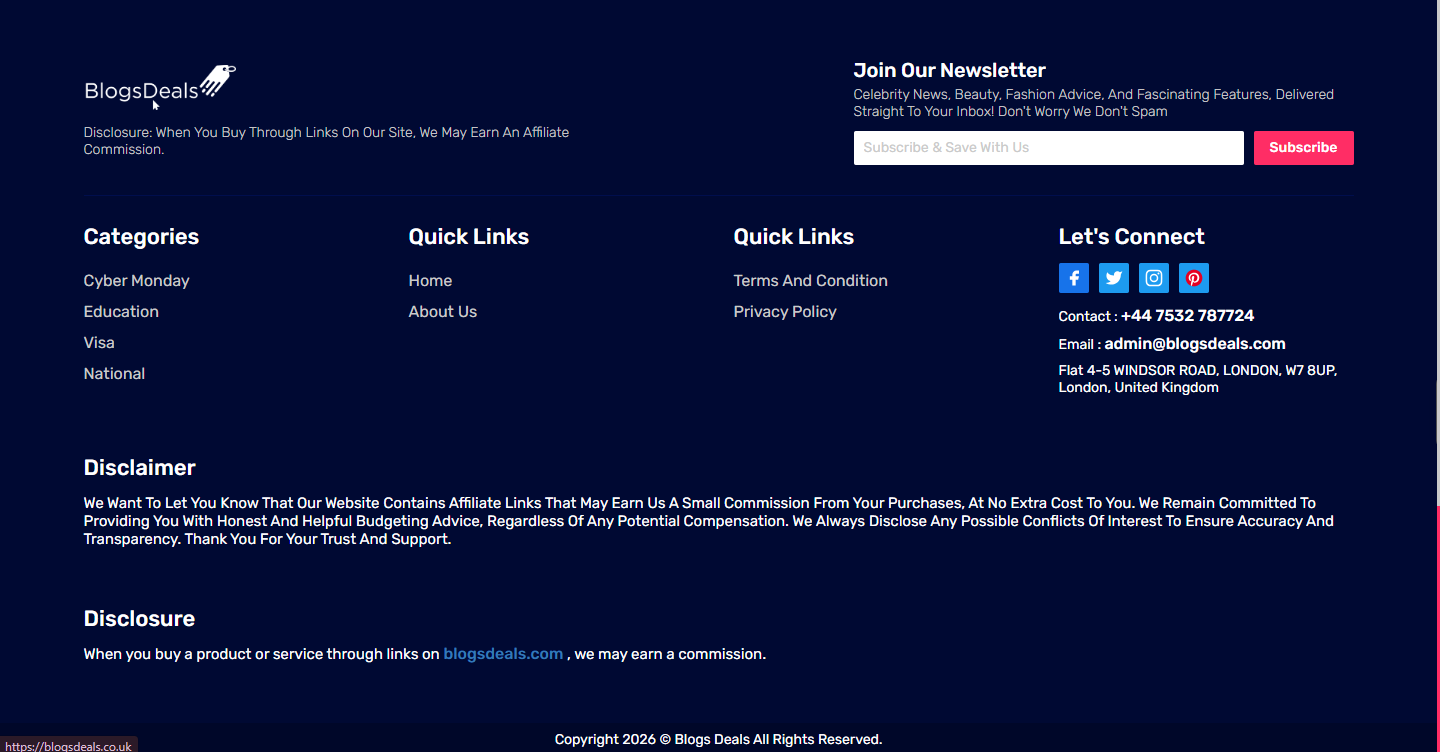 BlogsDeals
Disclosure: When You Buy Through Links On Our Site, We May Earn An Affiliate
Commission.
Join Our Newsletter
Celebrity News, Beauty, Fashion Advice, And Fascinating Features, Delivered
Straight To Your Inbox! Don't Worry We Don't Spam
Subscribe & Save With Us
Subscribe
Categories
Cyber Monday
Education
Visa
National
Quick Links
Home
About Us
Quick Links
Terms And Condition
Privacy Policy
Let's Connect
Contact : +44 7532 787724
Email : admin@blogsdeals.com
Flat 4-5 WINDSOR ROAD, LONDON, W7 8UP,
London, United Kingdom
Disclaimer
We Want To Let You Know That Our Website Contains Affiliate Links That May Earn Us A Small Commission From Your Purchases, At No Extra Cost To You. We Remain Committed To
Providing You With Honest And Helpful Budgeting Advice, Regardless Of Any Potential Compensation. We Always Disclose Any Possible Conflicts Of Interest To Ensure Accuracy And
Transparency. Thank You For Your Trust And Support.
Disclosure
When you buy a product or service through links on blogsdeals.com , we may earn a commission.
Copyright 2026 © Blogs Deals All Rights Reserved.
https://blogsdeals.co.uk